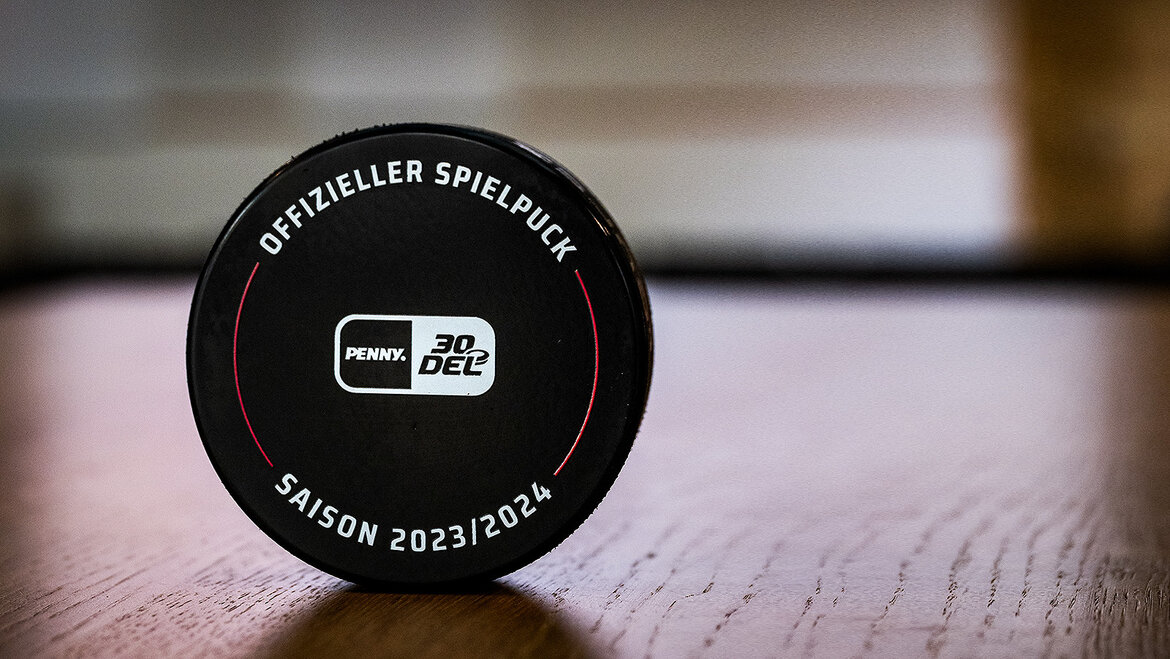 OFFIZIELLER SPIELPUCK
PENNY.
30
DEL
SAISON 2023/2024